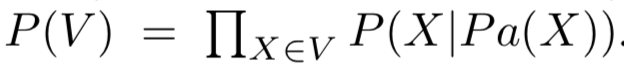 P(V) = ∏_{X∈V} P(X|Pa(X)).